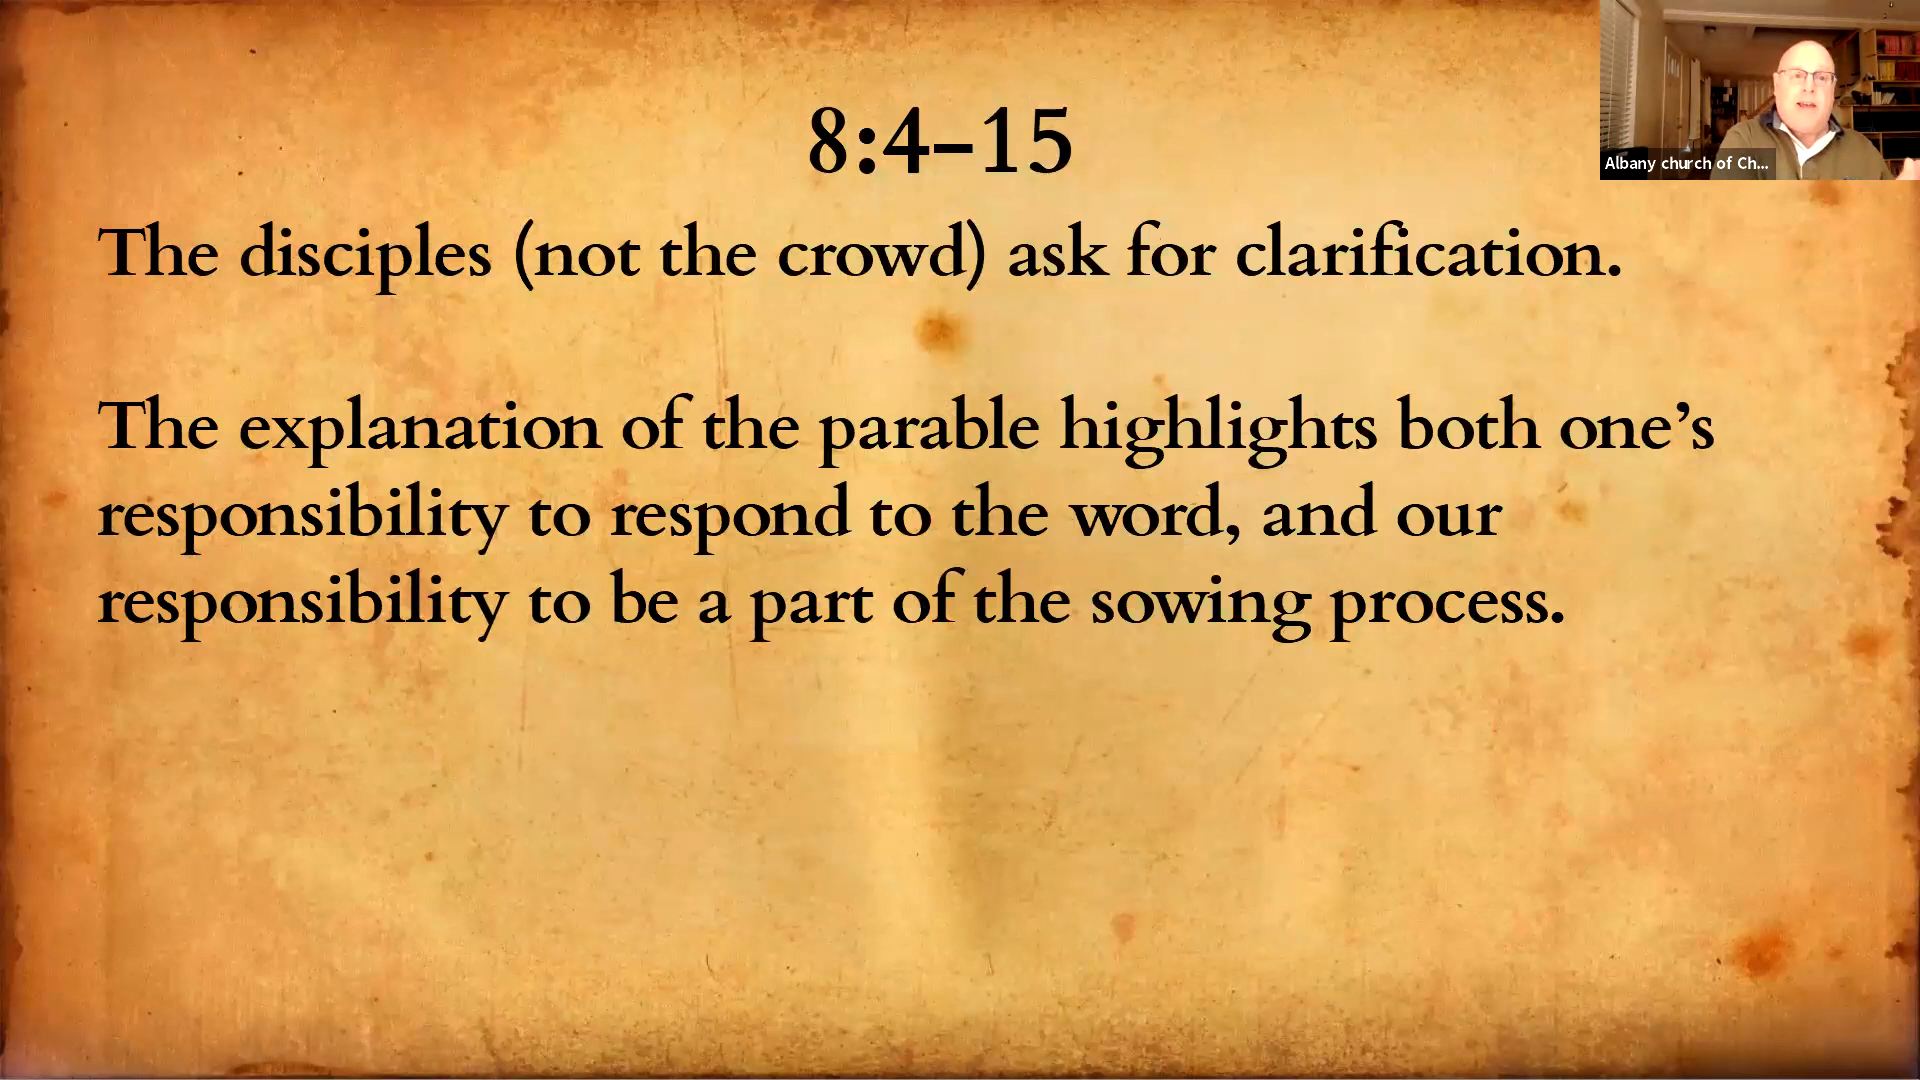 8:4–15
The disciples (not the crowd) ask for clarification.
The explanation of the parable highlights both one’s
responsibility to respond to the word, and our
responsibility to be a part of the sowing process.
Albany church of Ch...